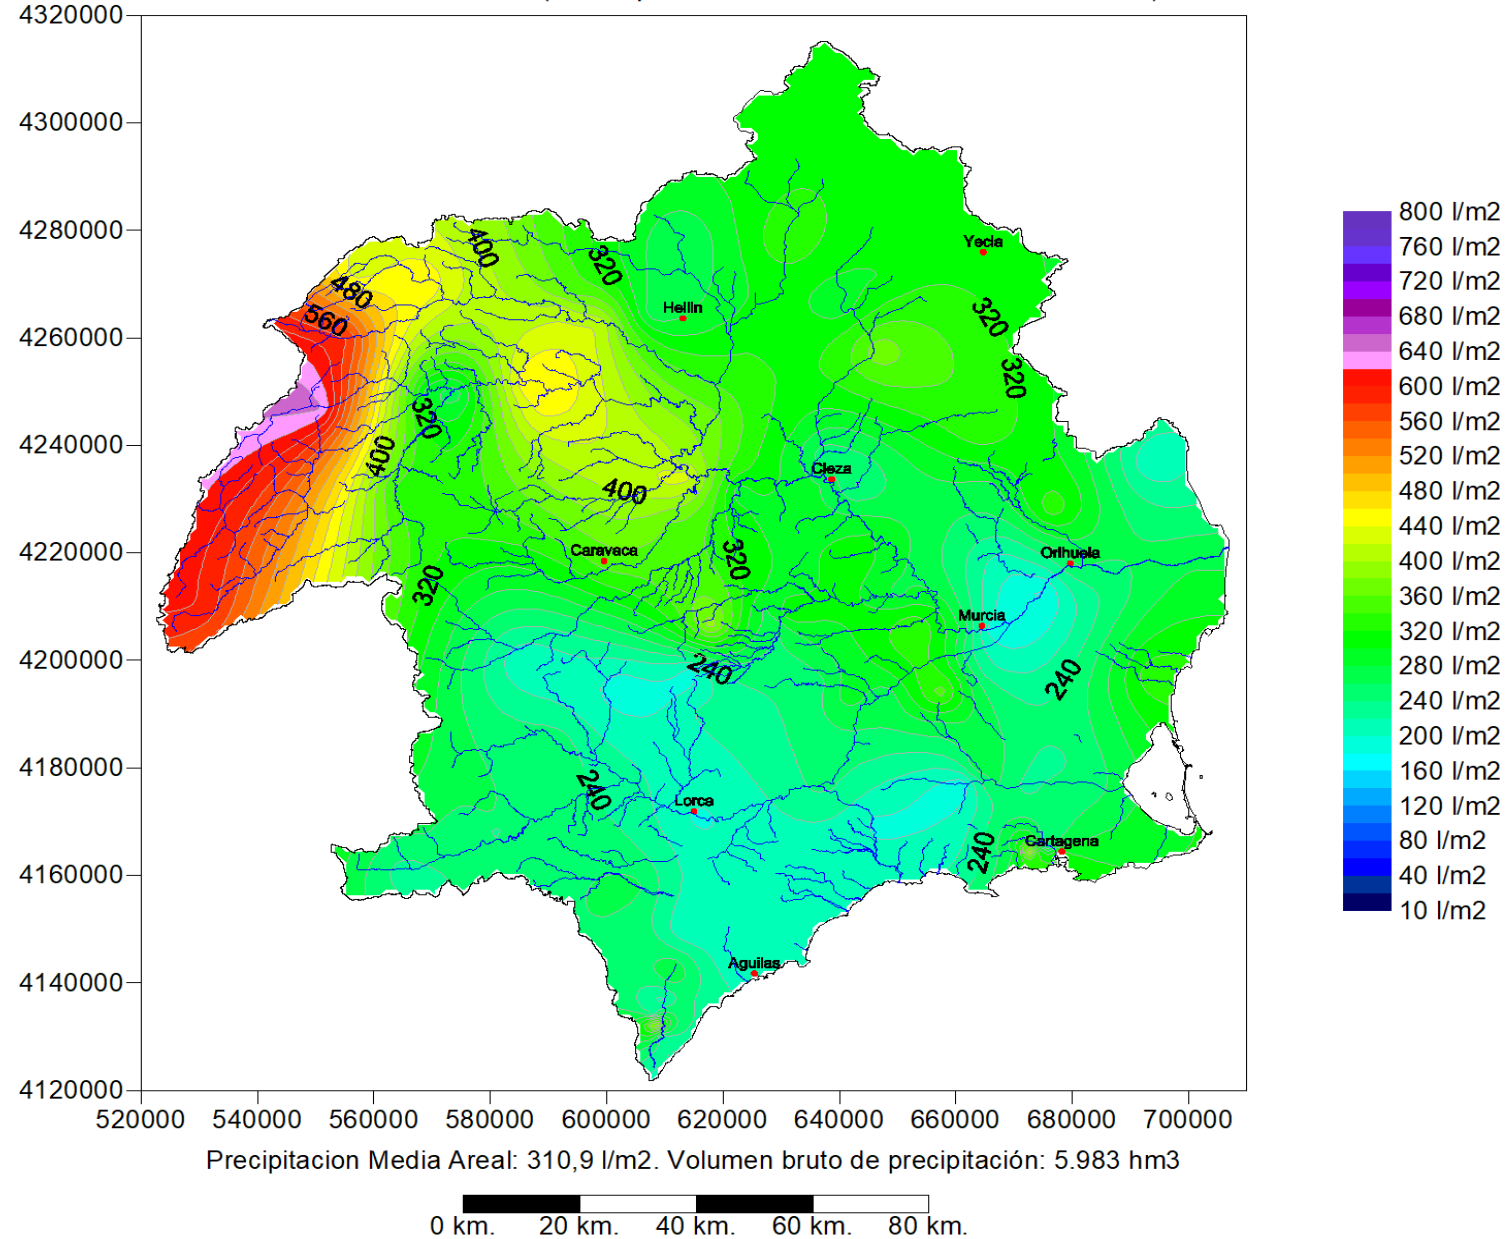 4320000
4300000
4280000
4260000
4240000
4220000
4200000
4180000
4160000
4140000
4120000
520000 540000 560000 580000 600000 620000 640000 660000 680000 700000
400
320
480
560
Yecla
Hellin
320
320
320
400
400
Cieza
Caravaca
320
320
Orihuela
Murcia
240
240
240
Lorca
240
Cartagena
Aguilas
800 l/m2
760 l/m2
720 l/m2
680 l/m2
640 l/m2
600 l/m2
560 l/m2
520 l/m2
480 l/m2
440 l/m2
400 l/m2
360 l/m2
320 l/m2
280 l/m2
240 l/m2
200 l/m2
160 l/m2
120 l/m2
80 l/m2
40 l/m2
10 l/m2
Precipitacion Media Areal: 310,9 l/m2. Volumen bruto de precipitación: 5.983 hm3
0 km. 20 km. 40 km. 60 km. 80 km.